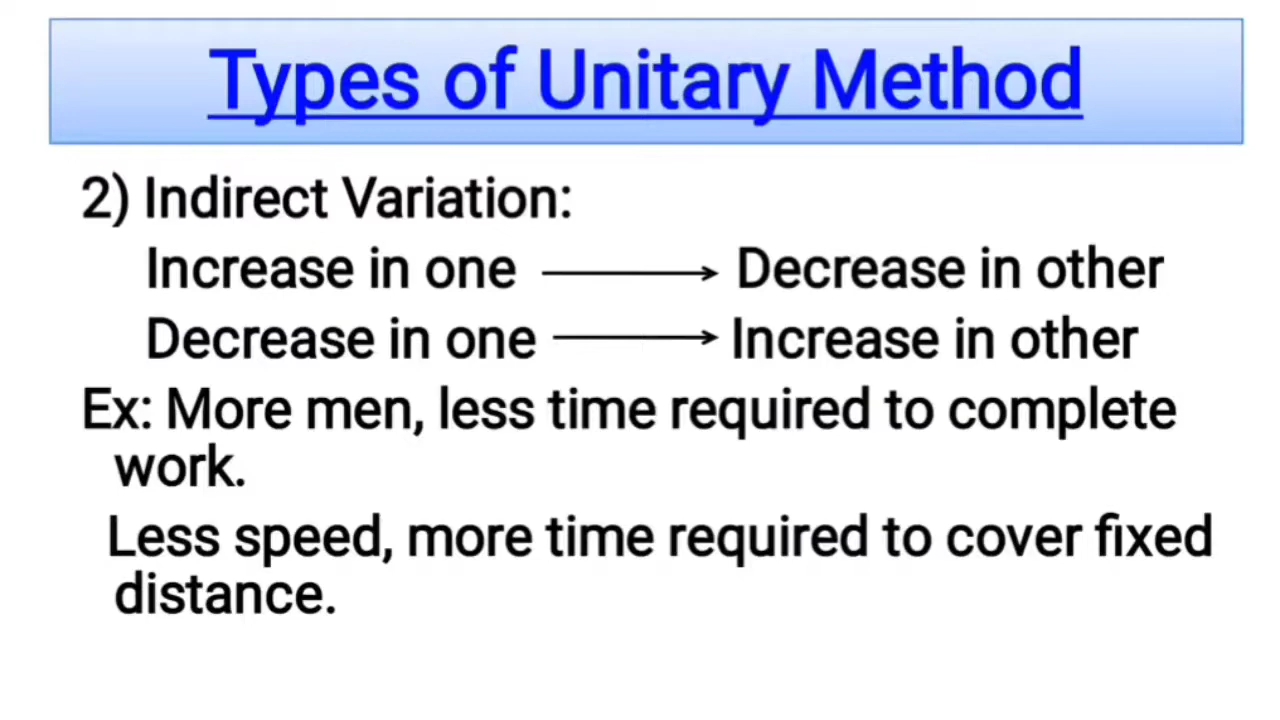 Types of Unitary Method
2) Indirect Variation:
Increase in one → Decrease in other
Decrease in one → Increase in other
Ex: More men, less time required to complete
work.
Less speed, more time required to cover fixed
distance.